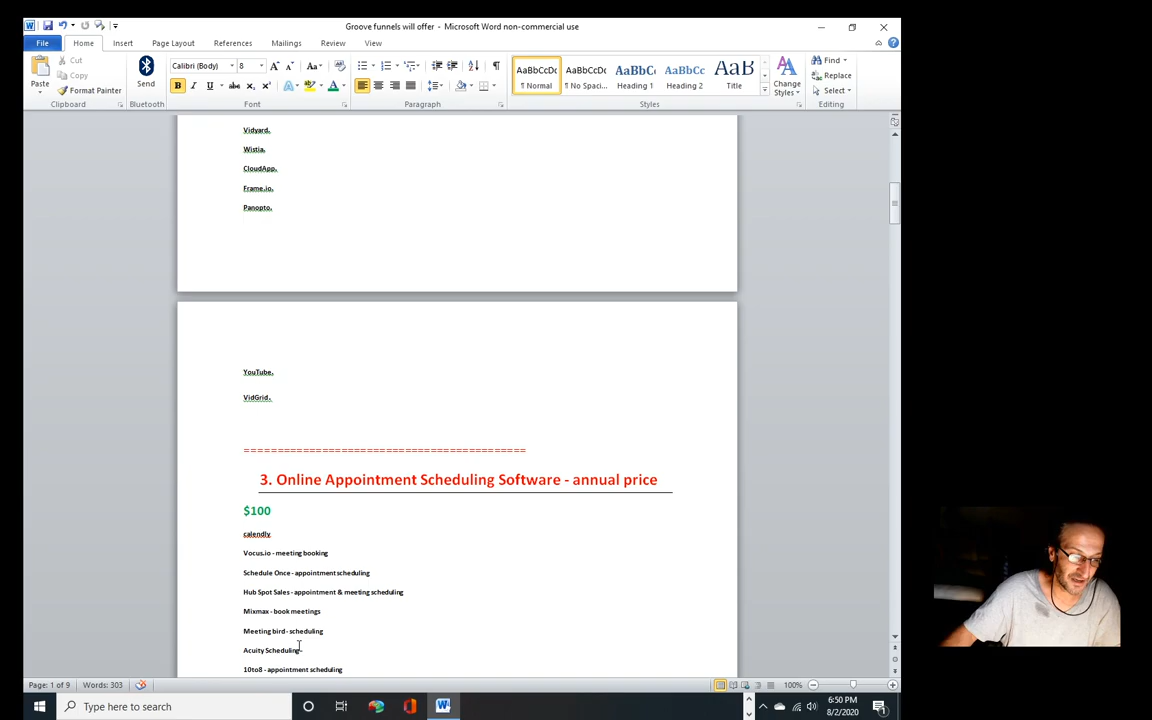 Groove funnels will offer - Microsoft Word non-commercial use
File Home Insert Page Layout References Mailings Review View
Cut
Copy
Format Painter
Paste
Clipboard
Send
Bluetooth
Calibri (Body) 8
Font
Paragraph
AaBbCcDc AaBbCcDc AaBbC AaBbCc AaB
¶ Normal ¶ No Spaci... Heading 1 Heading 2 Title
Change Styles
Styles
Find
Replace
Select
Editing
Vidyard.
Wistia.
CloudApp.
Frame.io.
Panopto.
YouTube.
VidGrid.
==========================================
3. Online Appointment Scheduling Software - annual price
$100
calendly
Vocus.io - meeting booking
Schedule Once - appointment scheduling
Hub Spot Sales - appointment & meeting scheduling
Mixmax - book meetings
Meeting bird - scheduling
Acuity Scheduling-
10to8 - appointment scheduling
Page: 1 of 9 Words: 303 100%
Type here to search
6:50 PM
8/2/2020